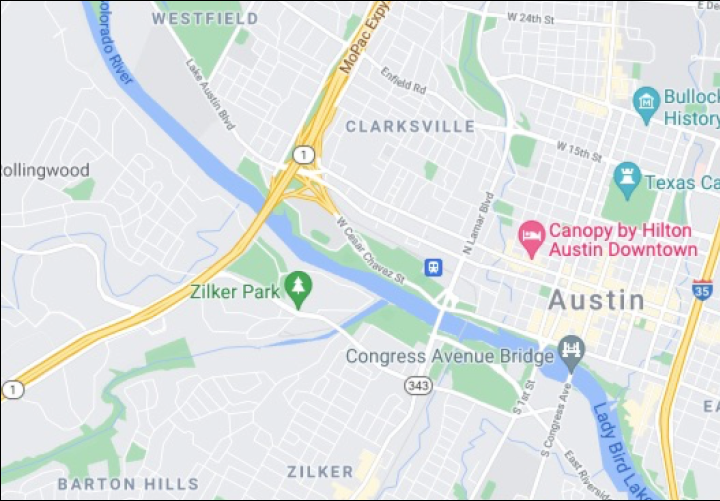 WESTFIELD
W 24th St
E De
Colorado River
MoPac Expy
Lake Austin Blvd
Enfield Rd
Bullock
History
CLARKSVILLE
1
W 15th St
Rollingwood
Texas Ca
N Lamar Blvd
W Cesar Chavez St
Canopy by Hilton
Austin Downtown
Zilker Park
Austin
35
Congress Avenue Bridge
1
343
S 1st St
S Congress Ave
Lady Bird Lake
EA
East Riverside
ZILKER
BARTON HILLS